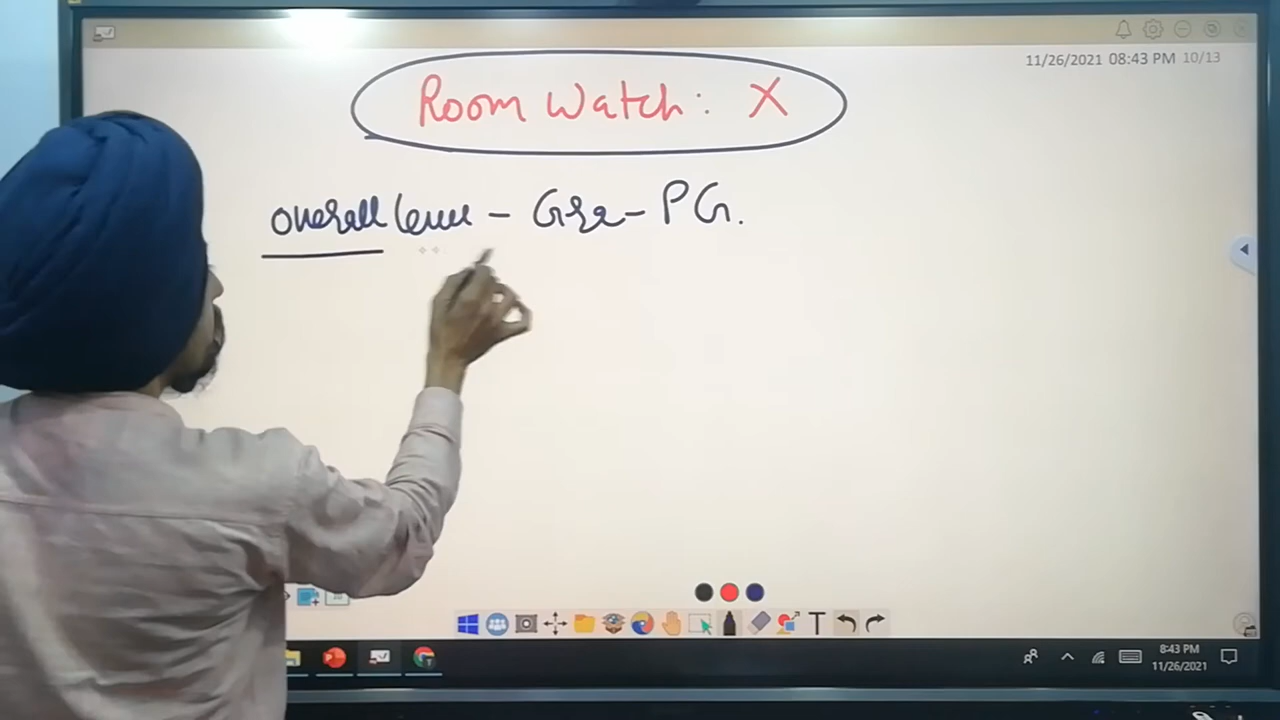 11/26/2021 08:43 PM 10/13
Room Watch: X
overall level - Gra - PG.
T
8:43 PM
11/26/2021